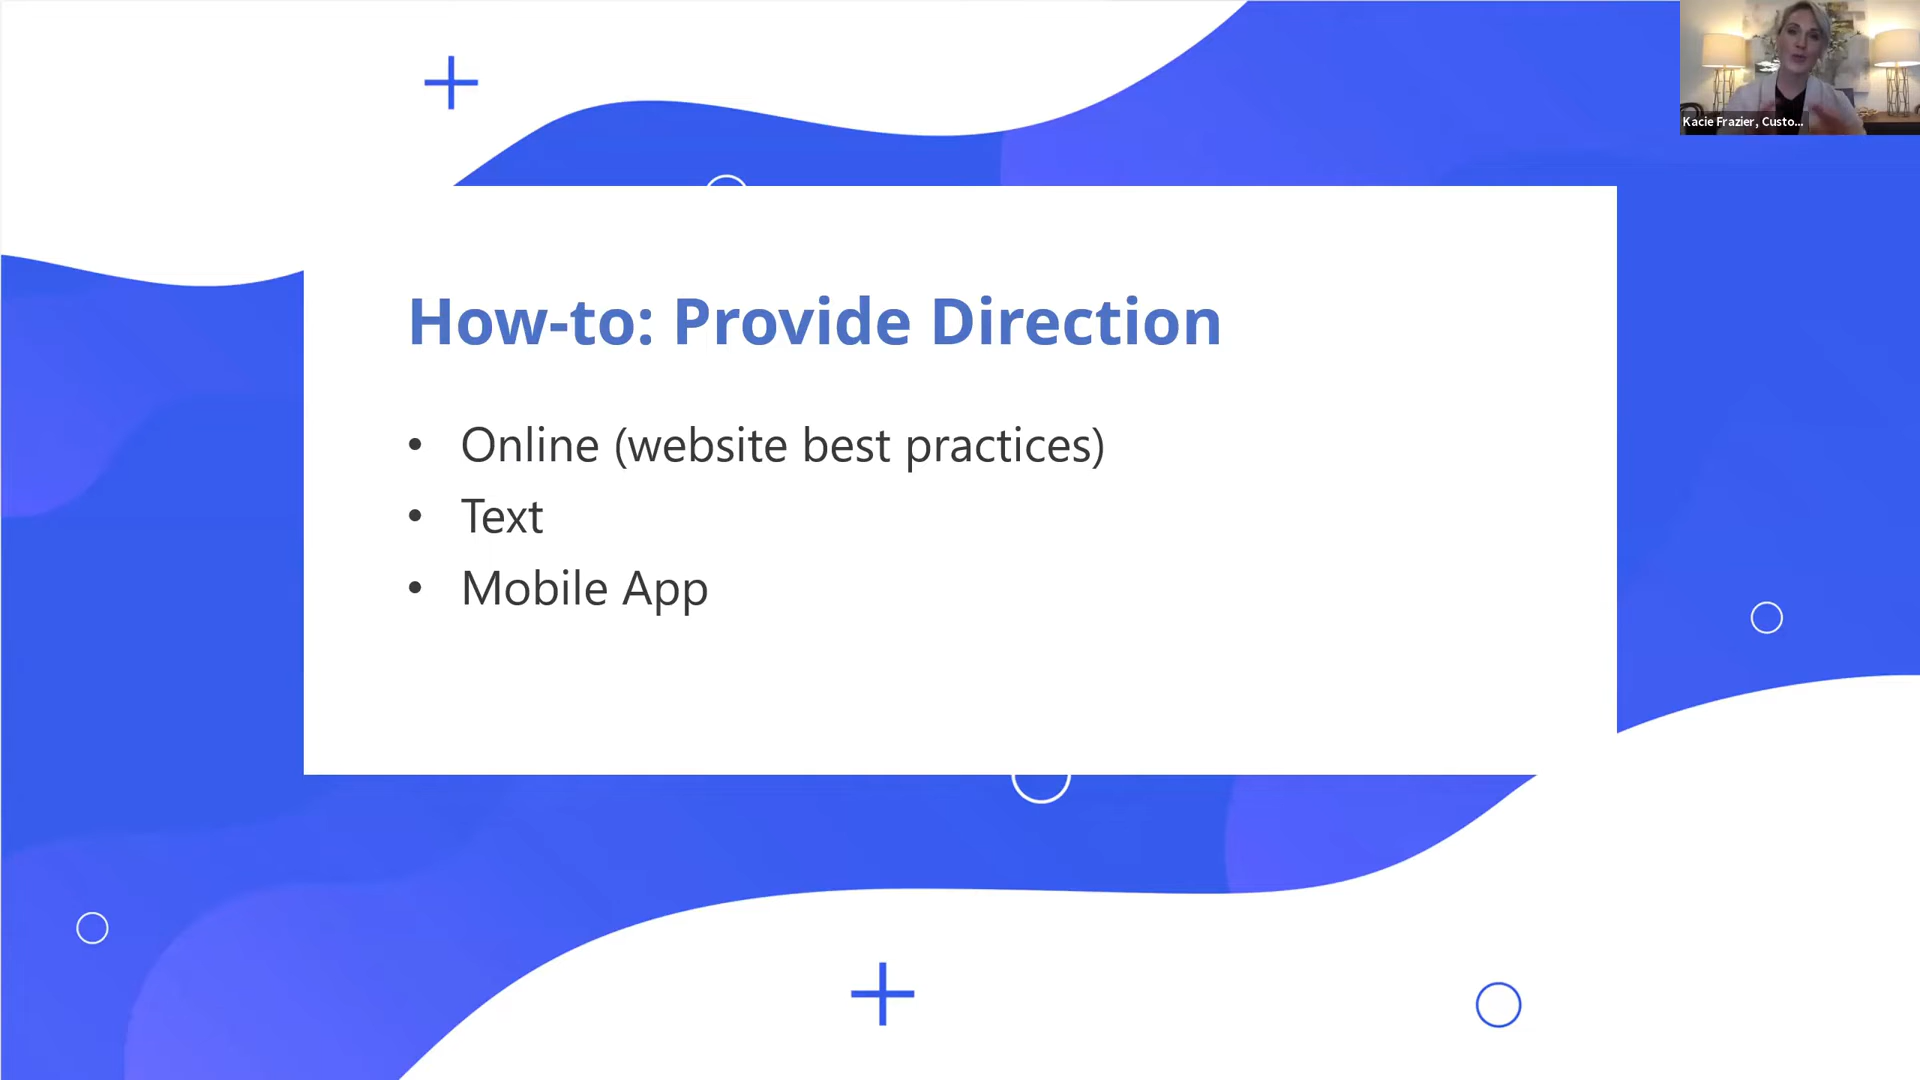 Kacie Frazier, Custo...
How-to: Provide Direction
• Online (website best practices)
• Text
• Mobile App